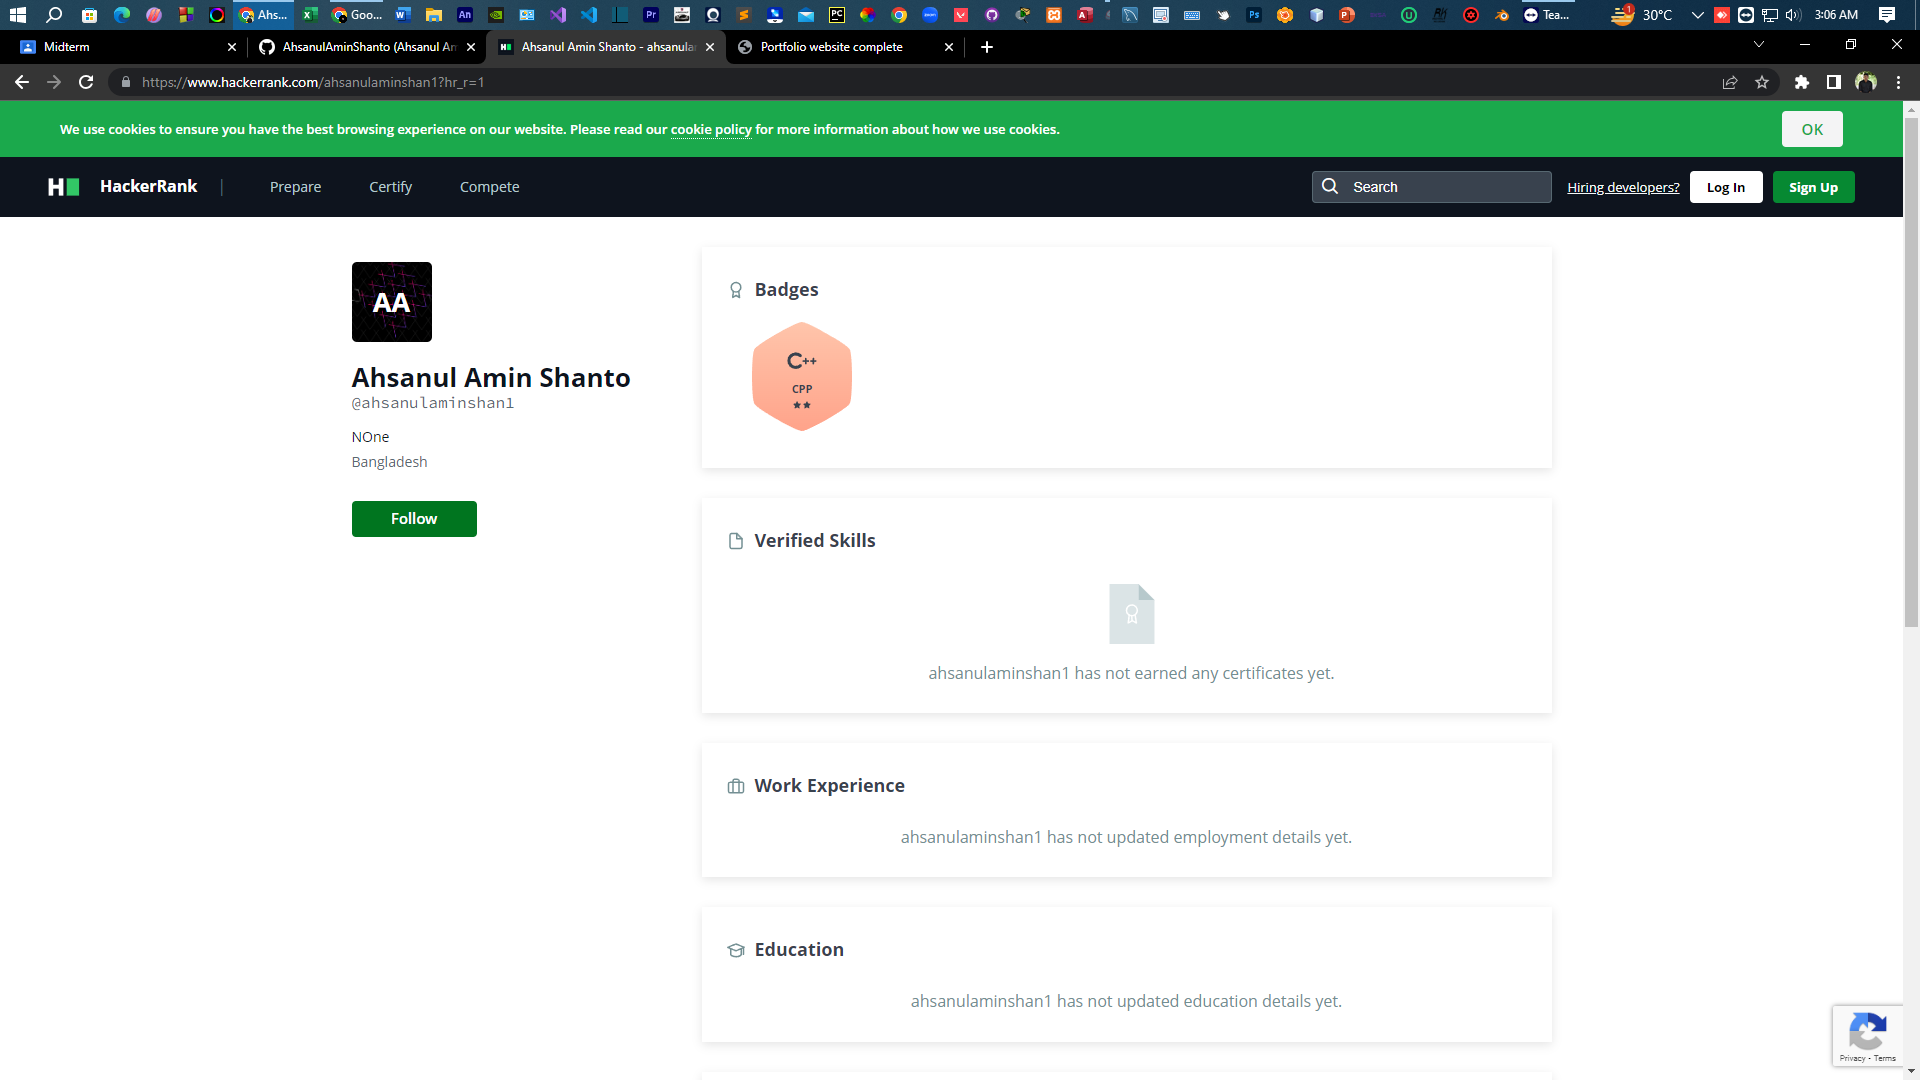 Ahs...
Goo...
Tea...
1
30°C
3:06 AM
Midterm
AhsanulAminShanto (Ahsanul Am
Ahsanul Amin Shanto - ahsanular
Portfolio website complete
https://www.hackerrank.com/ahsanulaminshan1?hr_r=1
We use cookies to ensure you have the best browsing experience on our website. Please read our cookie policy for more information about how we use cookies.
OK
HackerRank
|
Prepare
Certify
Compete
Search
Hiring developers?
Log In
Sign Up
AA
Ahsanul Amin Shanto
@ahsanulaminshan1
NOne
Bangladesh
Follow
Badges
C++
CPP
Verified Skills
ahsanulaminshan1 has not earned any certificates yet.
Work Experience
ahsanulaminshan1 has not updated employment details yet.
Education
ahsanulaminshan1 has not updated education details yet.
Privacy - Terms